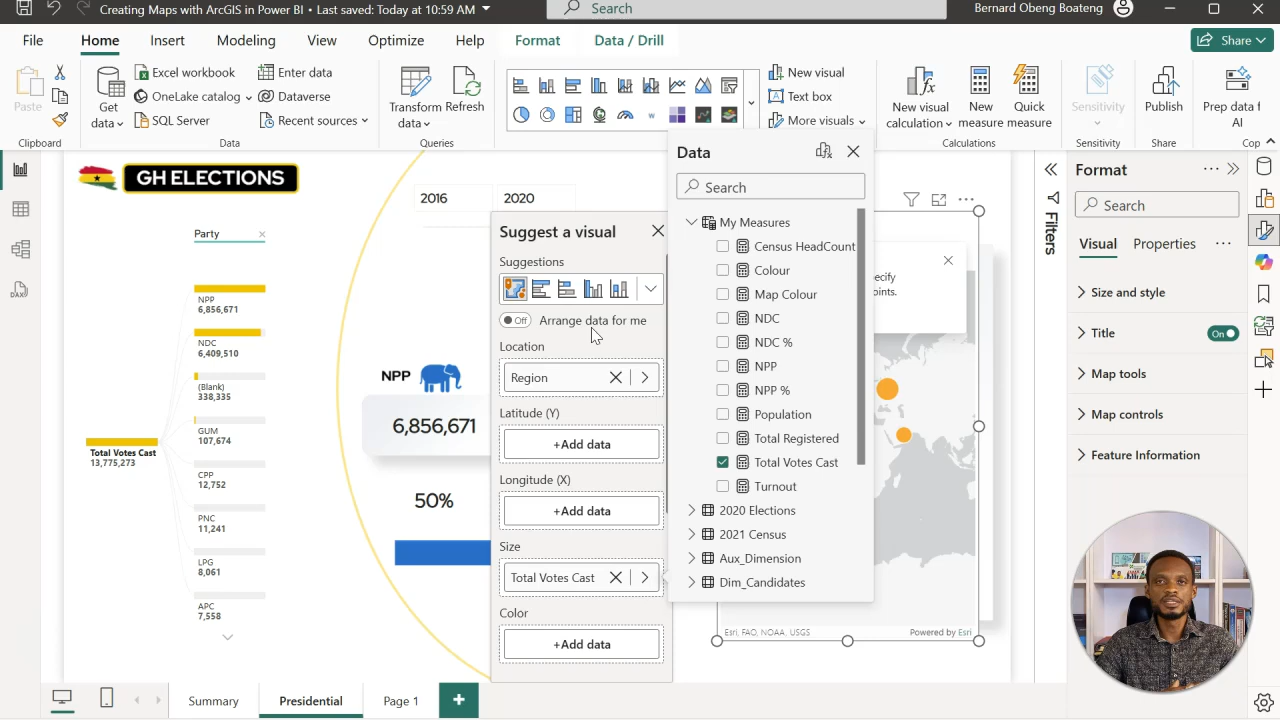 Creating Maps with ArcGIS in Power BI • Last saved: Today at 10:59 AM
Search
Bernard Obeng Boateng
File
Home
Insert
Modeling
View
Optimize
Help
Format
Data / Drill
Share
Paste
Get data
Excel workbook
OneLake catalog
SQL Server
Enter data
Dataverse
Recent sources
Transform data
Refresh
New visual
Text box
More visuals
New visual calculation
New measure
Quick measure
Sensitivity
Publish
Prep data f
AI
Clipboard
Data
Queries
Calculations
Sensitivity
Share
Cop
GH ELECTIONS
2016
2020
Party
NPP
6,856,671
NDC
6,409,510
(Blank)
338,335
GUM
107,674
CPP
12,752
PNC
11,241
LPG
8,061
APC
7,558
Total Votes Cast
13,775,273
NPP
6,856,671
50%
Suggest a visual
Suggestions
Off
Arrange data for me
Location
Region
Latitude (Y)
+Add data
Longitude (X)
+Add data
Size
Total Votes Cast
Color
+Add data
Data
Search
My Measures
Census HeadCount
Colour
Map Colour
NDC
NDC %
NPP
NPP %
Population
Total Registered
Total Votes Cast
Turnout
2020 Elections
2021 Census
Aux_Dimension
Dim_Candidates
ecify
oints.
Esri, FAO, NOAA, USGS
Powered by Esri
Filters
Format
Search
Visual
Properties
Size and style
Title
On
Map tools
Map controls
Feature Information
Summary
Presidential
Page 1